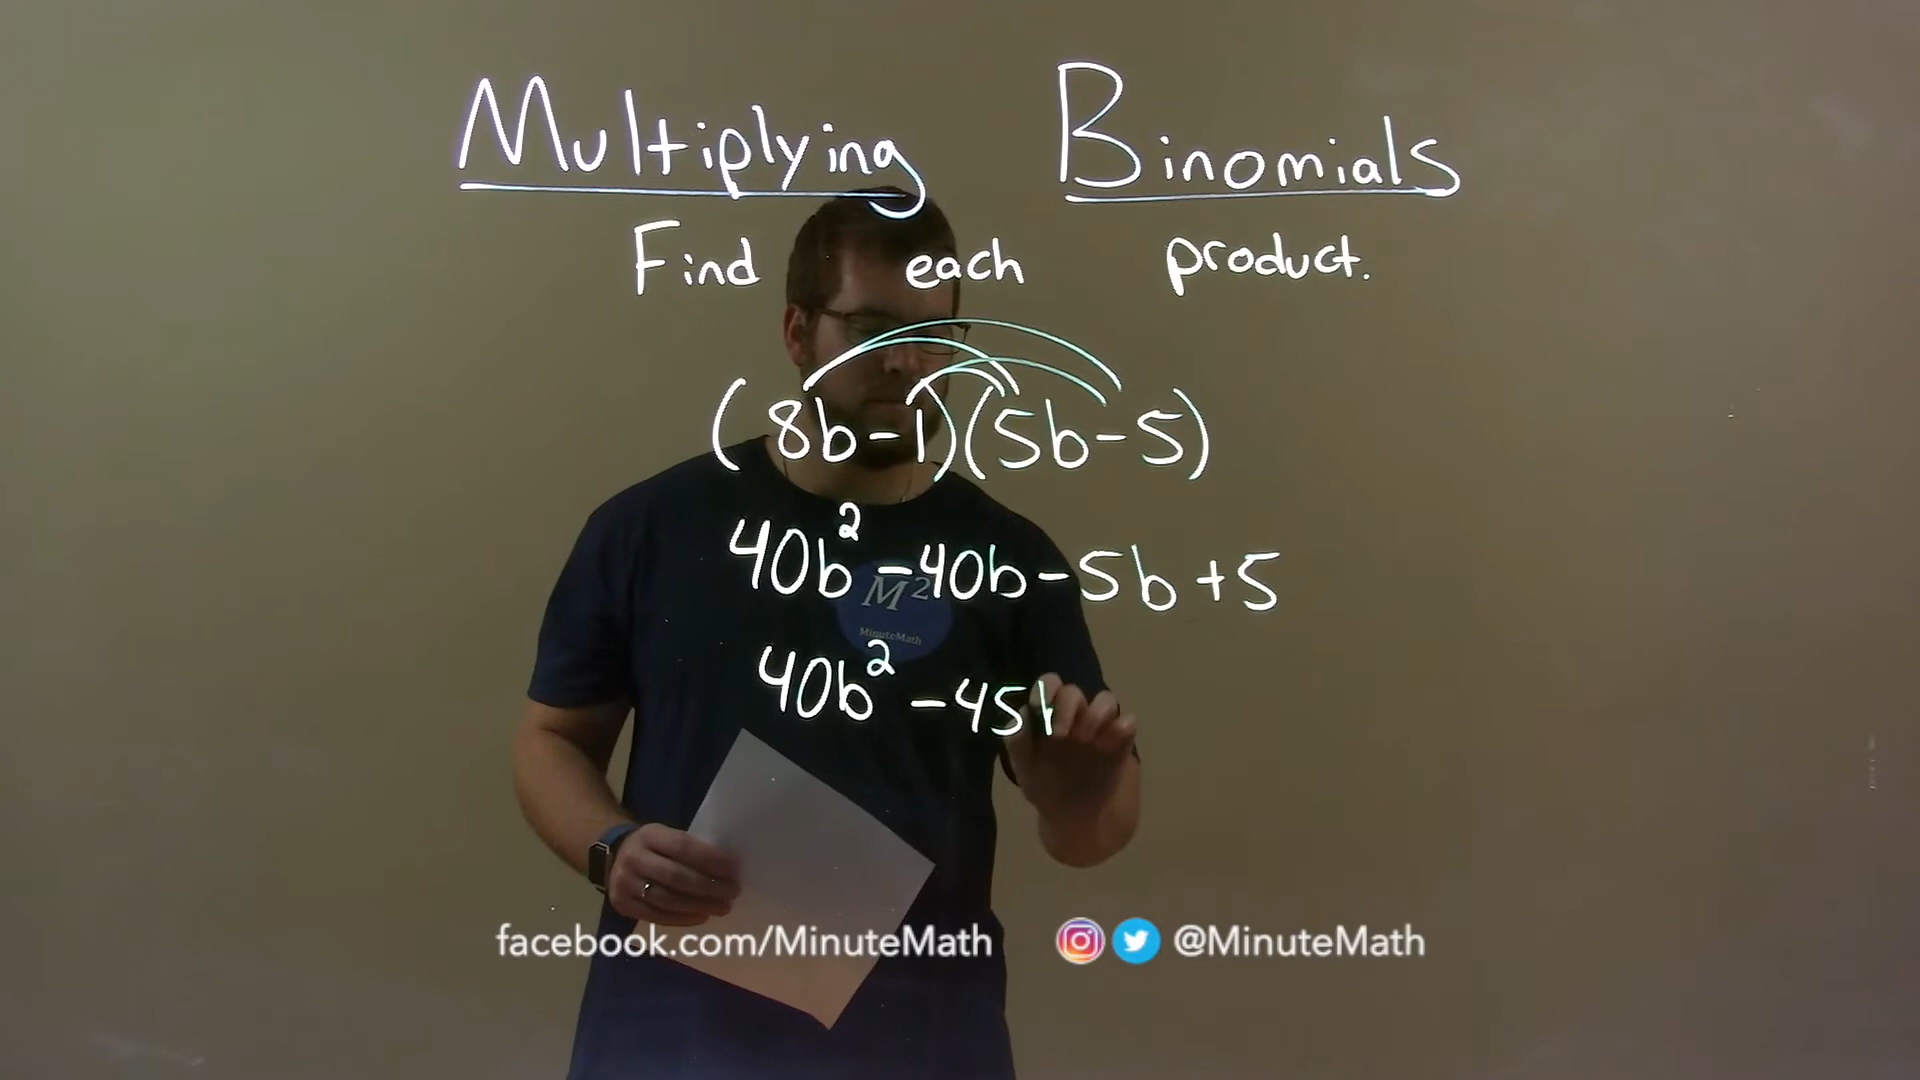 Multiplying Binomials
Find each product.
(8b-1)(5b-5)
40b² -40b-5b+5
M²
MinuteMath
40b² -45b
facebook.com/MinuteMath @MinuteMath